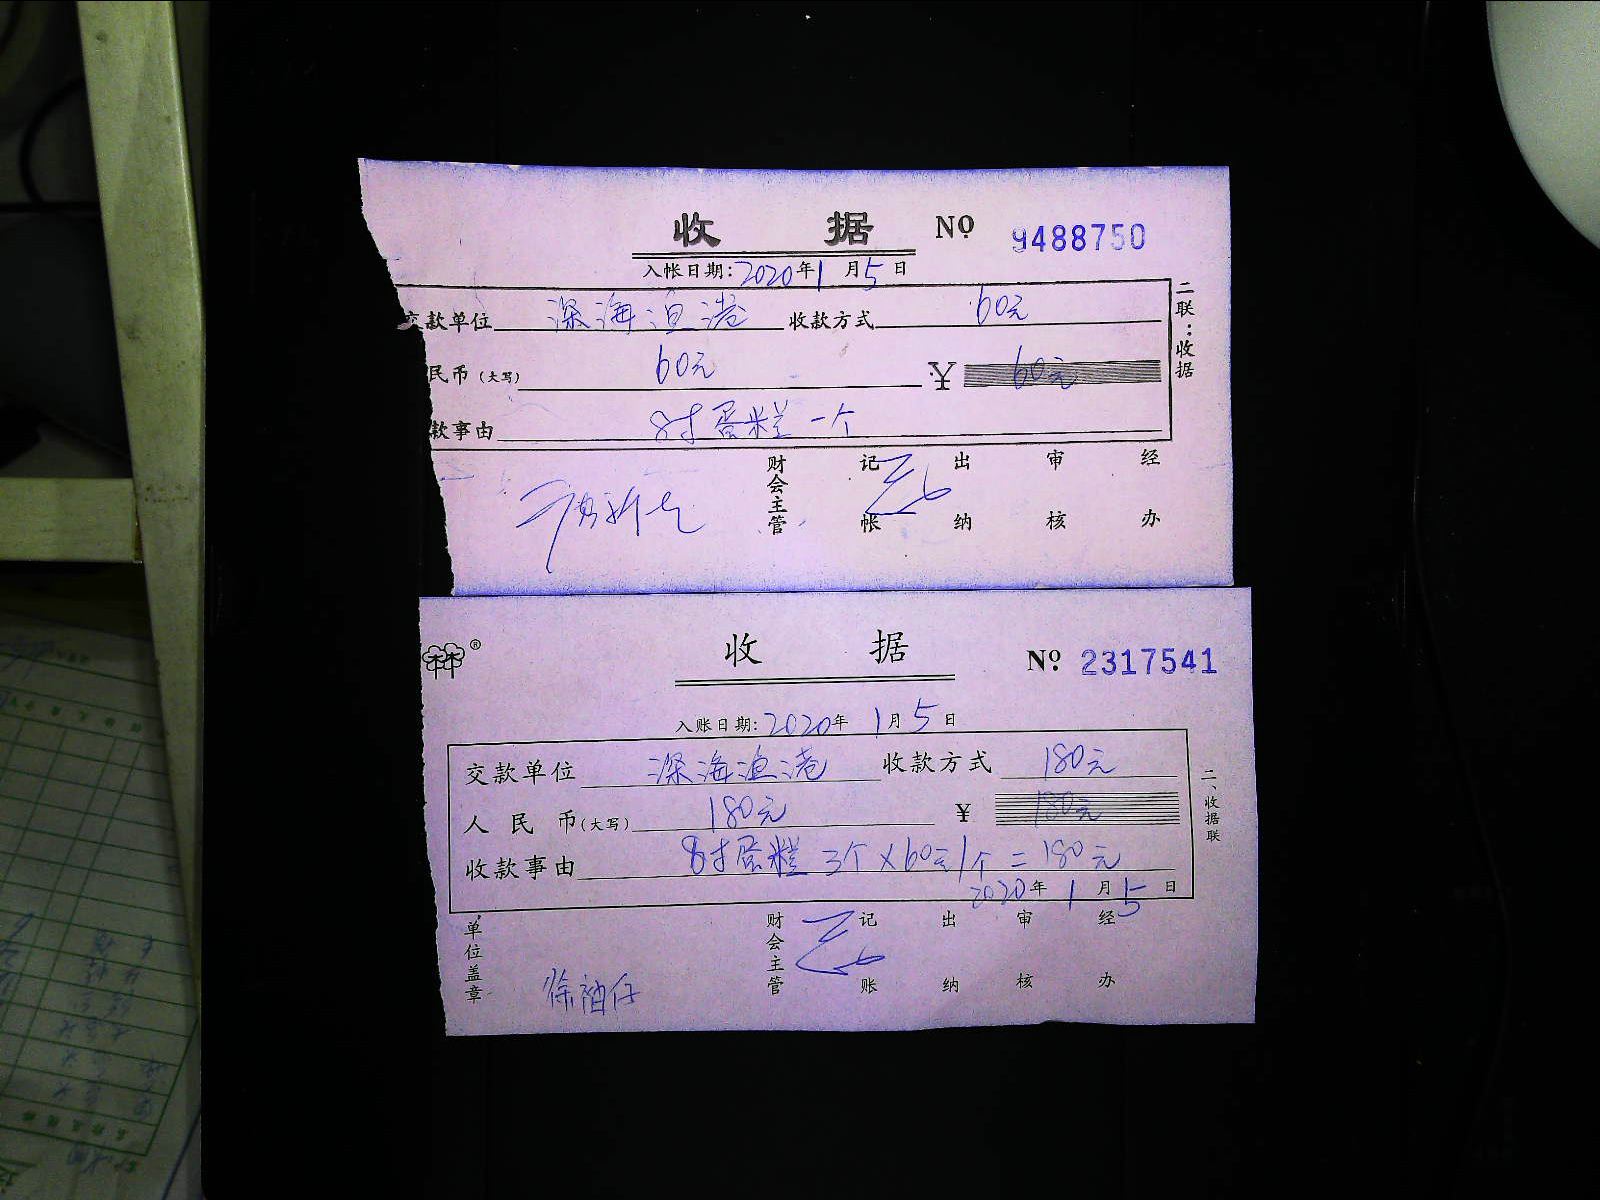 收 据 Nº 9488750
入帐日期: 2020年1月5日
交款单位 深海渔港 收款方式 60元
民币(大写) 60元 ¥ 60元
款事由 8寸蛋糕一个
二联:收据
财会主管 记帐 出纳 审核 经办
® 收 据 Nº 2317541
入账日期: 2020年 1月5日
交款单位 深海渔港 收款方式 180元
人民币(大写) 180元 ¥ 180元
收款事由 8寸蛋糕 3个×60元/个=180元
2020年1月5日
二、收据联
单位盖章 财会主管 记账 出纳 审核 经办